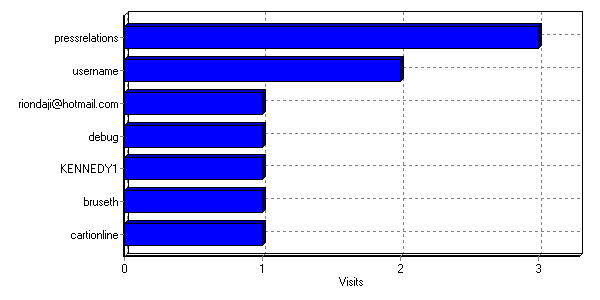 pressrelations
username
riondaji@hotmail.com
debug
KENNEDY1
bruseth
cartionline
0 1 2 3
Visits